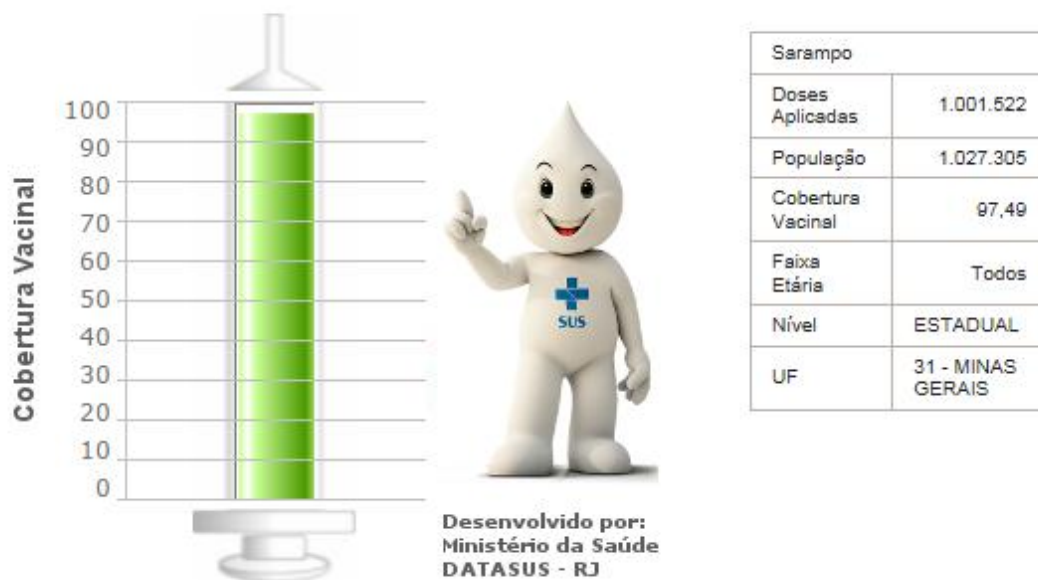 100
90
80
70
60
50
40
30
20
10
0
Cobertura Vacinal
SUS
Desenvolvido por:
Ministério da Saúde
DATASUS - RJ
Sarampo
Doses
Aplicadas
1.001.522
População
1.027.305
Cobertura
Vacinal
97,49
Faixa
Etária
Todos
Nível
ESTADUAL
UF
31 - MINAS
GERAIS